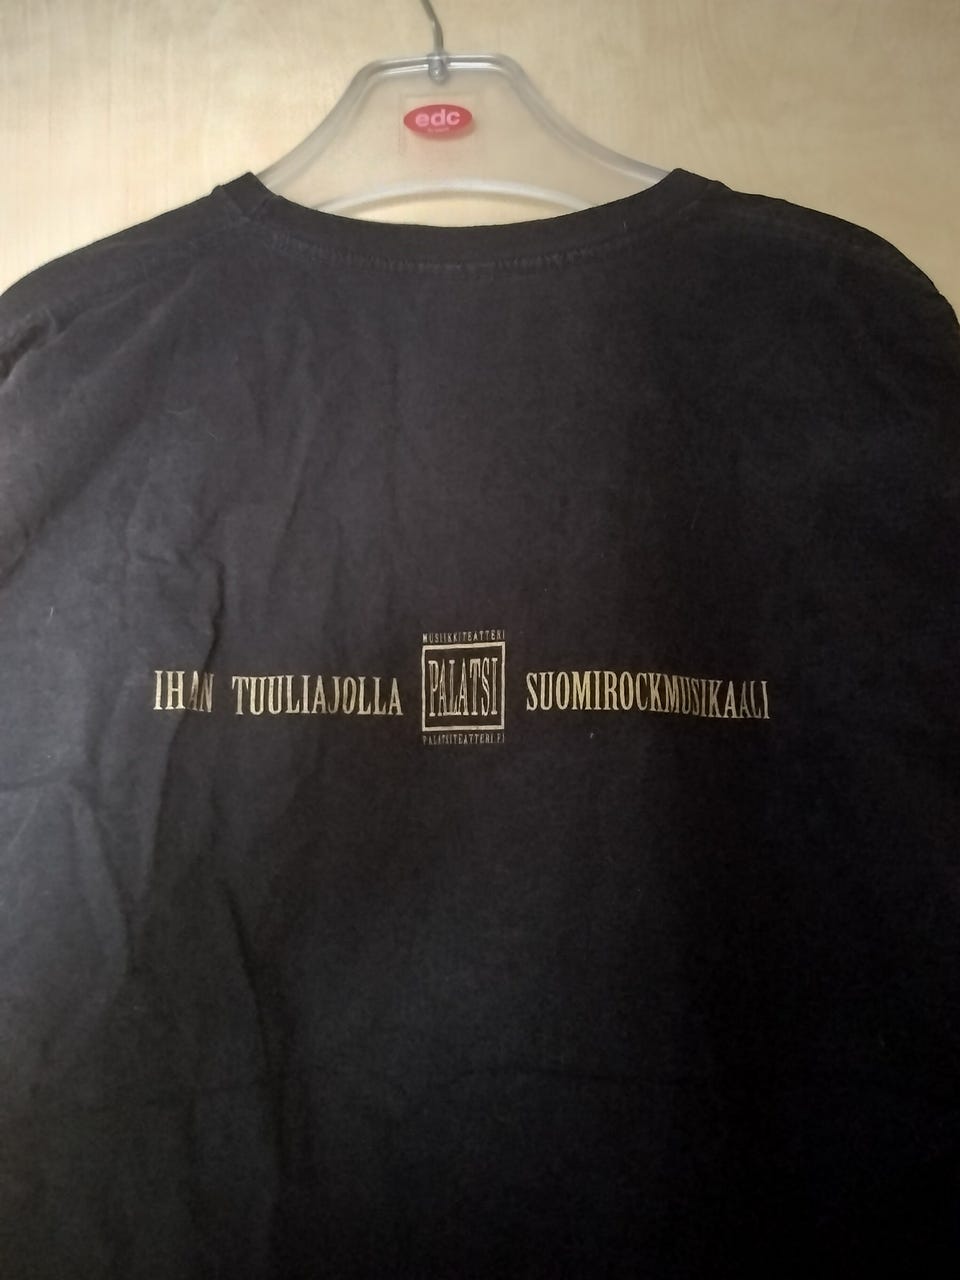 edc
MUSIIKKITEATTERI
IHAN TUULIAJOLLA PALATSI SUOMIROCKMUSIKAALI
PALATSITEATTERI.FI